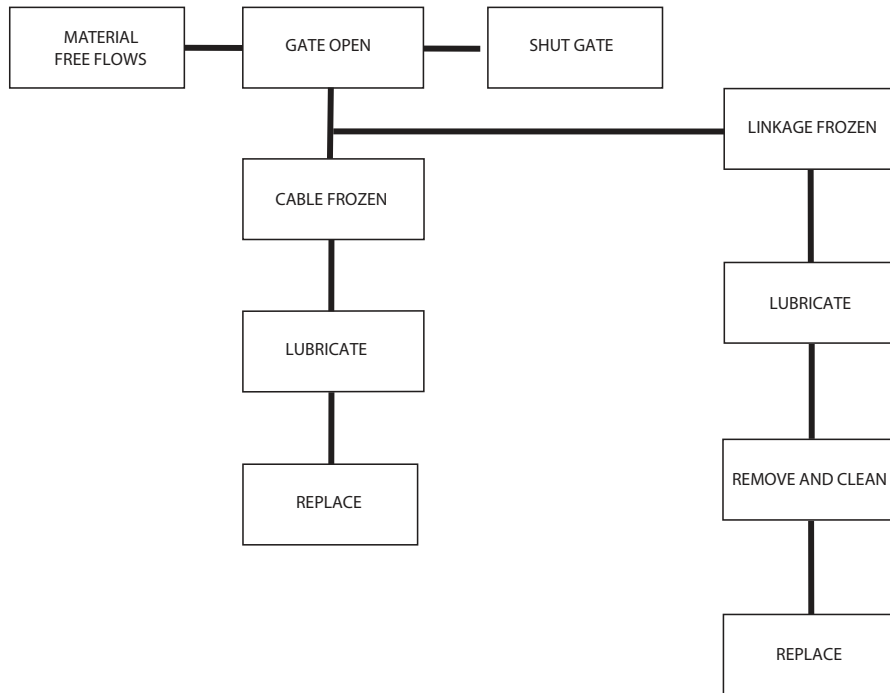 MATERIAL
FREE FLOWS
GATE OPEN
SHUT GATE
LINKAGE FROZEN
CABLE FROZEN
LUBRICATE
LUBRICATE
REMOVE AND CLEAN
REPLACE
REPLACE